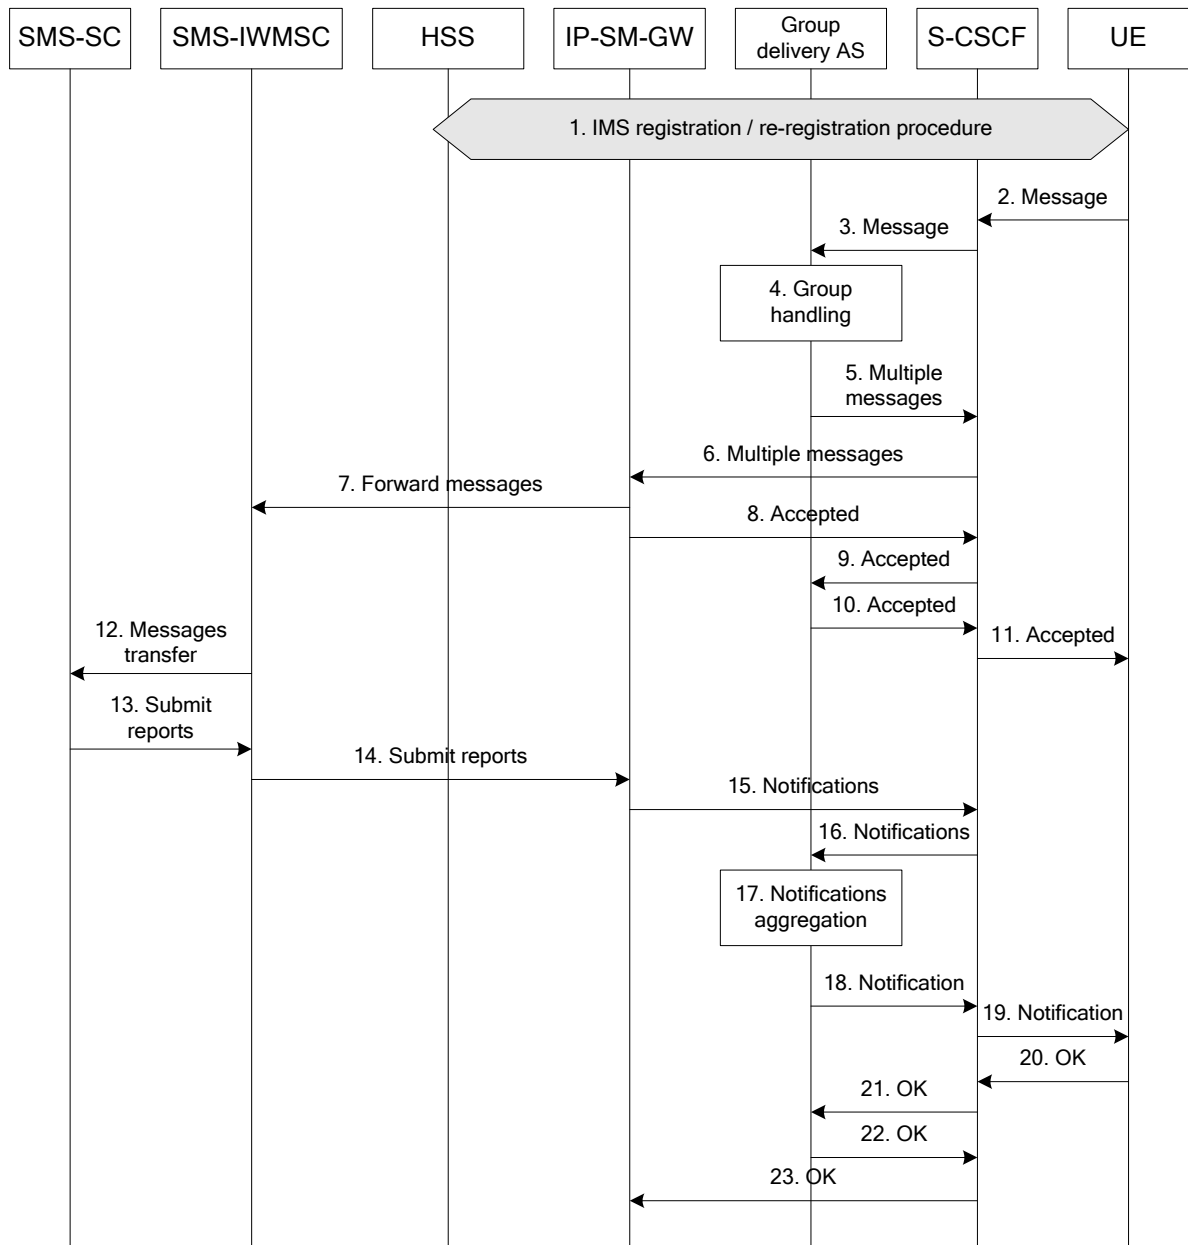 SMS-SC
SMS-IWMSC
HSS
IP-SM-GW
Group
delivery AS
S-CSCF
UE
1. IMS registration / re-registration procedure
2. Message
3. Message
4. Group
handling
5. Multiple
messages
6. Multiple messages
7. Forward messages
8. Accepted
9. Accepted
10. Accepted
11. Accepted
12. Messages
transfer
13. Submit
reports
14. Submit reports
15. Notifications
16. Notifications
17. Notifications
aggregation
18. Notification
19. Notification
20. OK
21. OK
22. OK
23. OK